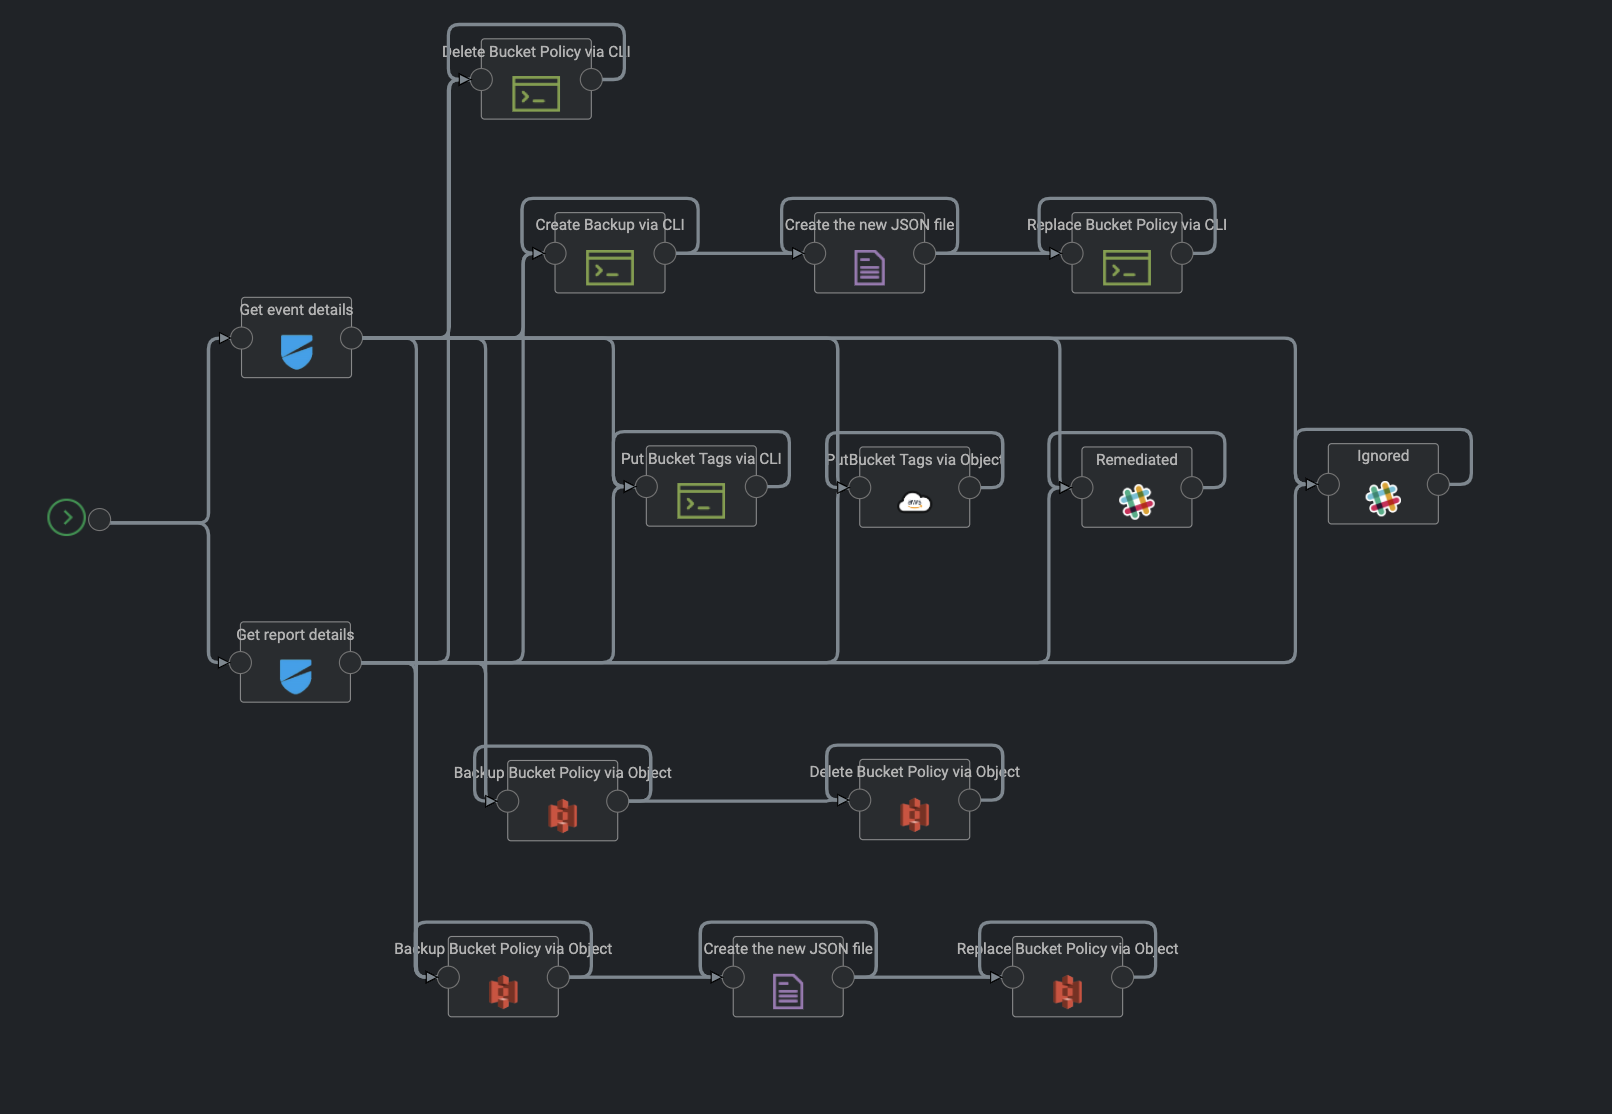 Delete Bucket Policy via CLI
Create Backup via CLI
Create the new JSON file
Replace Bucket Policy via CLI
Get event details
Put Bucket Tags via CLI
PutBucket Tags via Object
Remediated
Ignored
Get report details
Backup Bucket Policy via Object
Delete Bucket Policy via Object
Backup Bucket Policy via Object
Create the new JSON file
Replace Bucket Policy via Object